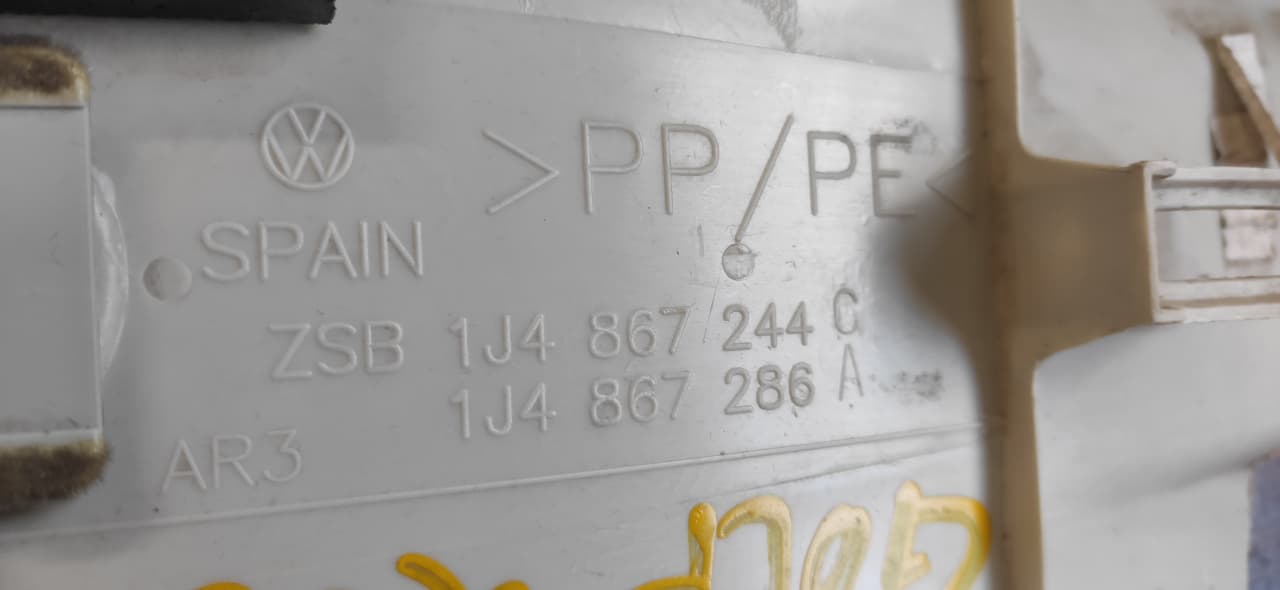 >PP/PE<
SPAIN
ZSB 1J4 867 244 G
1J4 867 286 A
AR3